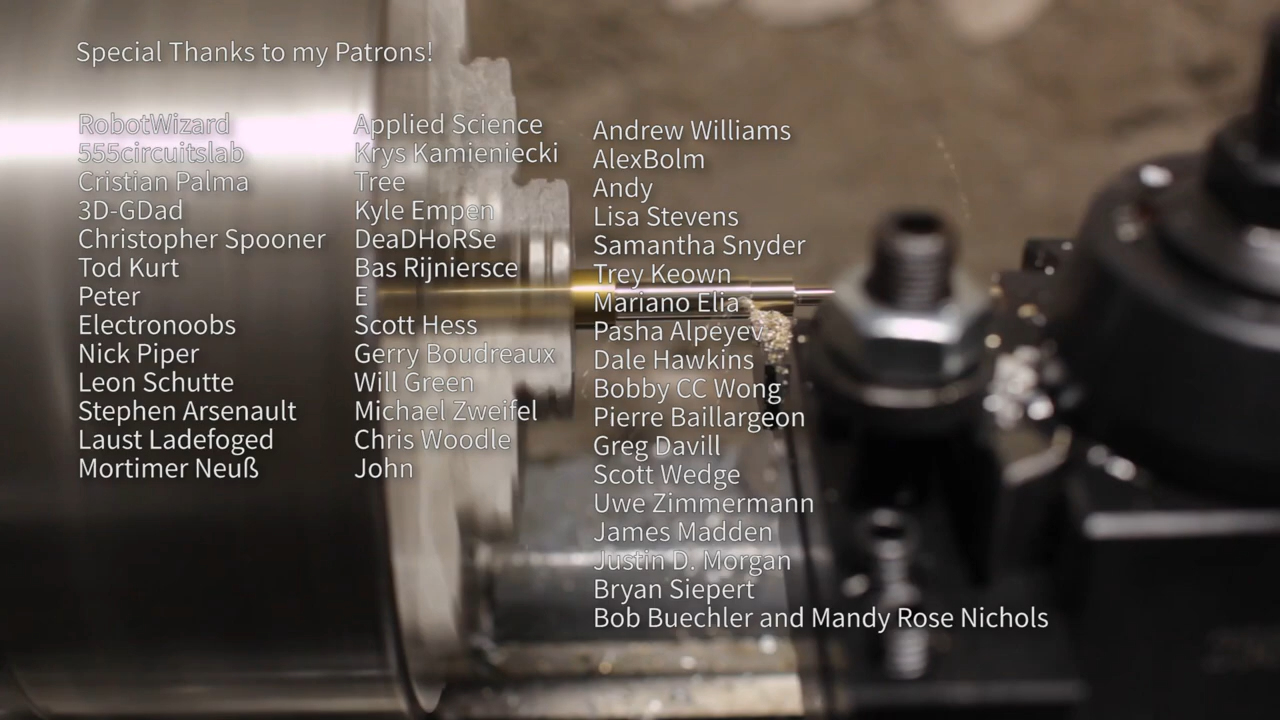 Special Thanks to my Patrons!
RobotWizard
555circuitslab
Cristian Palma
3D-GDad
Christopher Spooner
Tod Kurt
Peter
Electronoobs
Nick Piper
Leon Schutte
Stephen Arsenault
Laust Ladefoged
Mortimer Neuß
Applied Science
Krys Kamieniecki
Tree
Kyle Empen
DeaDHoRSe
Bas Rijniersce
E
Scott Hess
Gerry Boudreaux
Will Green
Michael Zweifel
Chris Woodle
John
Andrew Williams
AlexBolm
Andy
Lisa Stevens
Samantha Snyder
Trey Keown
Mariano Elia
Pasha Alpeyev
Dale Hawkins
Bobby CC Wong
Pierre Baillargeon
Greg Davill
Scott Wedge
Uwe Zimmermann
James Madden
Justin D. Morgan
Bryan Siepert
Bob Buechler and Mandy Rose Nichols